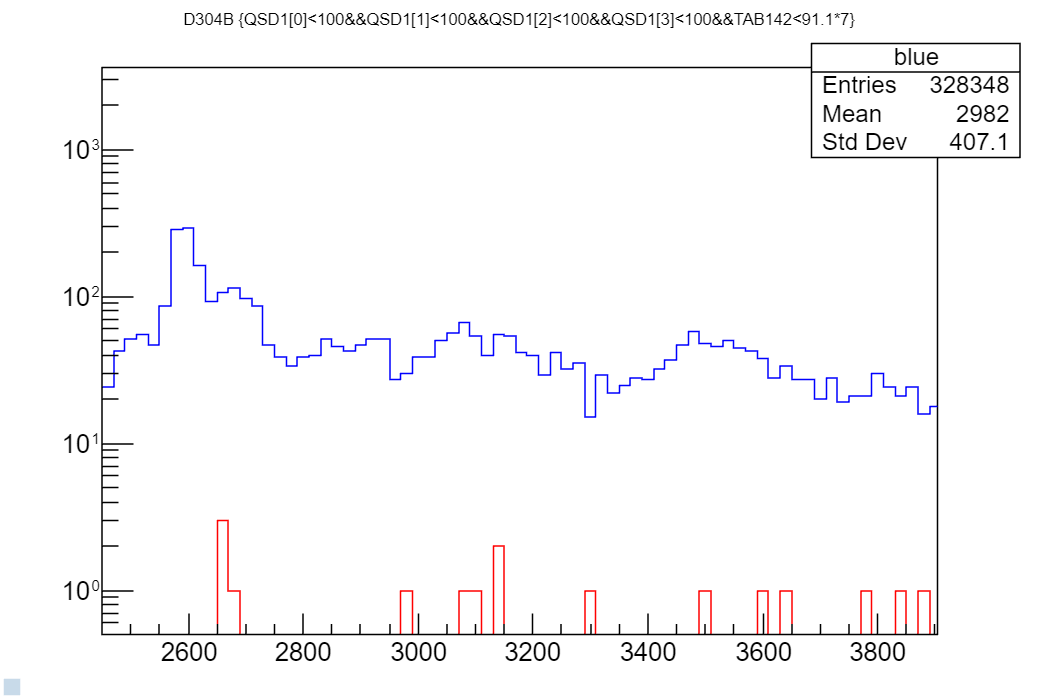 D304B {QSD1[0]<100&&QSD1[1]<100&&QSD1[2]<100&&QSD1[3]<100&&TAB142<91.1*7}
blue
Entries 328348
Mean 2982
Std Dev 407.1
10³
10²
10¹
10⁰
2600 2800 3000 3200 3400 3600 3800